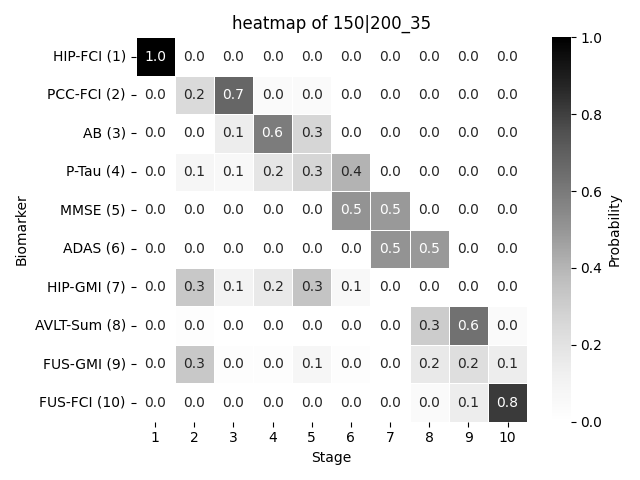 heatmap of 150|200_35
HIP-FCI (1) 1.0 0.0 0.0 0.0 0.0 0.0 0.0 0.0 0.0 0.0
PCC-FCI (2) 0.0 0.2 0.7 0.0 0.0 0.0 0.0 0.0 0.0 0.0
AB (3) 0.0 0.0 0.1 0.6 0.3 0.0 0.0 0.0 0.0 0.0
P-Tau (4) 0.0 0.1 0.1 0.2 0.3 0.4 0.0 0.0 0.0 0.0
MMSE (5) 0.0 0.0 0.0 0.0 0.0 0.5 0.5 0.0 0.0 0.0
ADAS (6) 0.0 0.0 0.0 0.0 0.0 0.0 0.5 0.5 0.0 0.0
HIP-GMI (7) 0.0 0.3 0.1 0.2 0.3 0.1 0.0 0.0 0.0 0.0
AVLT-Sum (8) 0.0 0.0 0.0 0.0 0.0 0.0 0.0 0.3 0.6 0.0
FUS-GMI (9) 0.0 0.3 0.0 0.0 0.1 0.0 0.0 0.2 0.2 0.1
FUS-FCI (10) 0.0 0.0 0.0 0.0 0.0 0.0 0.0 0.0 0.1 0.8
1 2 3 4 5 6 7 8 9 10
Stage
Biomarker
1.0
0.8
0.6
0.4
0.2
0.0
Probability